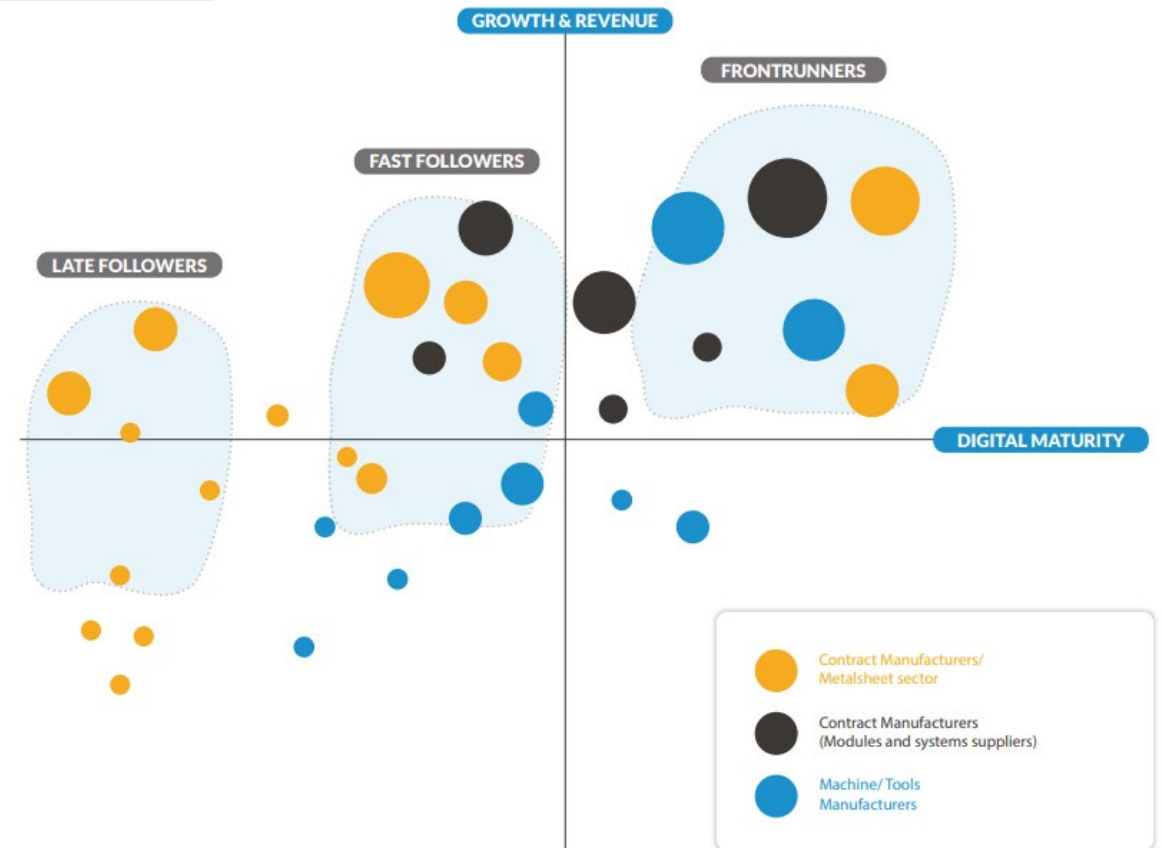 GROWTH & REVENUE
FRONTRUNNERS
FAST FOLLOWERS
LATE FOLLOWERS
DIGITAL MATURITY
Contract Manufacturers/
Metalsheet sector
Contract Manufacturers
(Modules and systems suppliers)
Machine/ Tools
Manufacturers